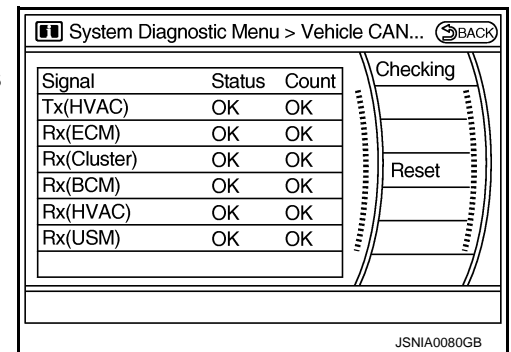 System Diagnostic Menu > Vehicle CAN... BACK
Signal Status Count
Tx(HVAC) OK OK
Rx(ECM) OK OK
Rx(Cluster) OK OK
Rx(BCM) OK OK
Rx(HVAC) OK OK
Rx(USM) OK OK
Checking
Reset
JSNIA0080GB